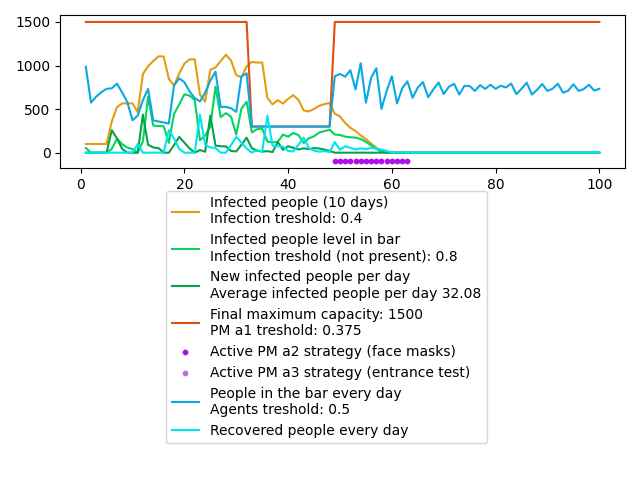 1500
1000
500
0
0
20
40
60
80
100
Infected people (10 days)
Infection treshold: 0.4
Infected people level in bar
Infection treshold (not present): 0.8
New infected people per day
Average infected people per day 32.08
Final maximum capacity: 1500
PM a1 treshold: 0.375
Active PM a2 strategy (face masks)
Active PM a3 strategy (entrance test)
People in the bar every day
Agents treshold: 0.5
Recovered people every day